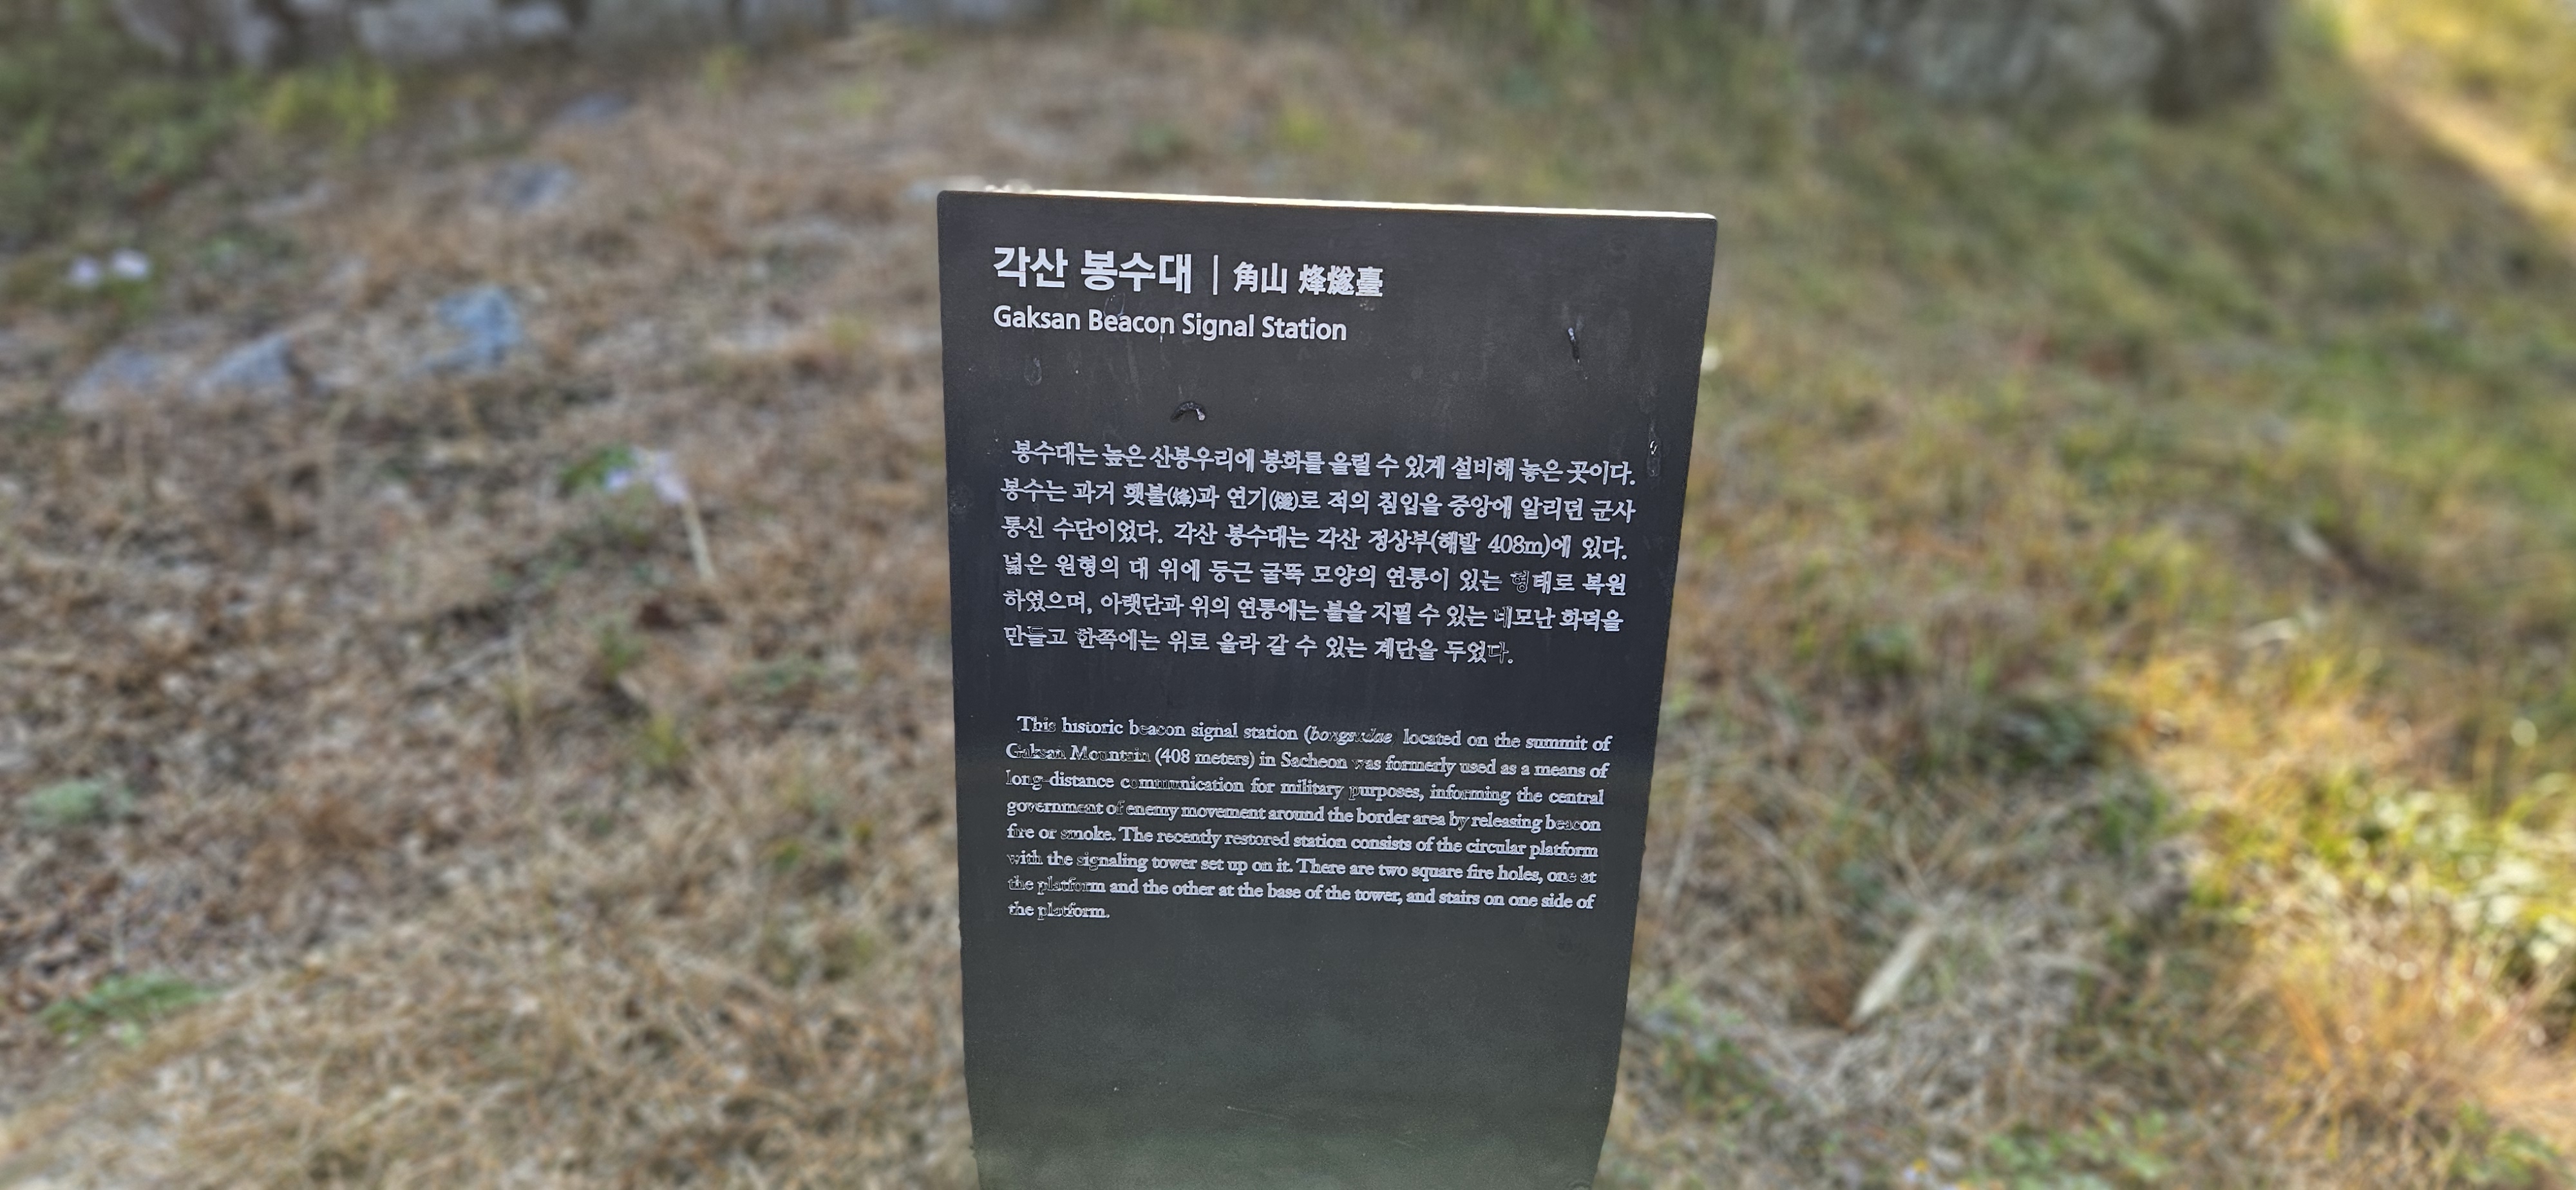 각산 봉수대 | 角山 烽燧臺
Gaksan Beacon Signal Station
봉수대는 높은 산봉우리에 봉화를 올릴 수 있게 설비해 놓은 곳이다.
봉수는 과거 횃불(烽)과 연기(燧)로 적의 침입을 중앙에 알리던 군사
통신 수단이었다. 각산 봉수대는 각산 정상부(해발 408m)에 있다.
넓은 원형의 대 위에 둥근 굴뚝 모양의 연통이 있는 형태로 복원
하였으며, 아랫단과 위의 연통에는 불을 지필 수 있는 네모난 화덕을
만들고 한쪽에는 위로 올라 갈 수 있는 계단을 두었다.
This historic beacon signal station (bongsudae located on the summit of
Gaksan Mountain (408 meters) in Sacheon was formerly used as a means of
long-distance communication for military purposes, informing the central
government of enemy movement around the border area by releasing beacon
fire or smoke. The recently restored station consists of the circular platform
with the signaling tower set up on it. There are two square fire holes, one at
the platform and the other at the base of the tower, and stairs on one side of
the platform.